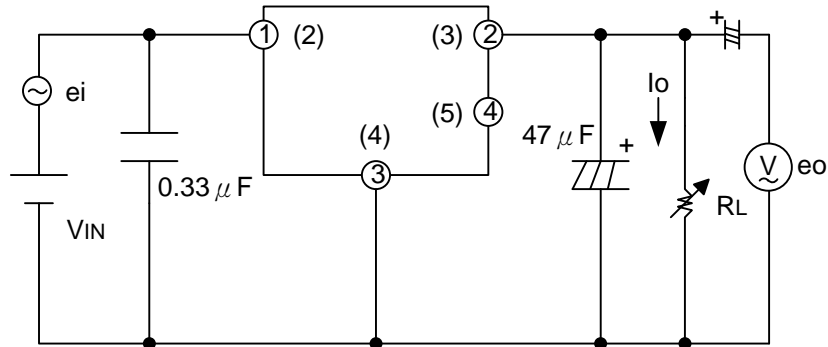 1 (2) (3) 2
ei
(5) 4
(4)
3
0.33 μF
47 μF
+
Io
+
V
eo
RL
VIN